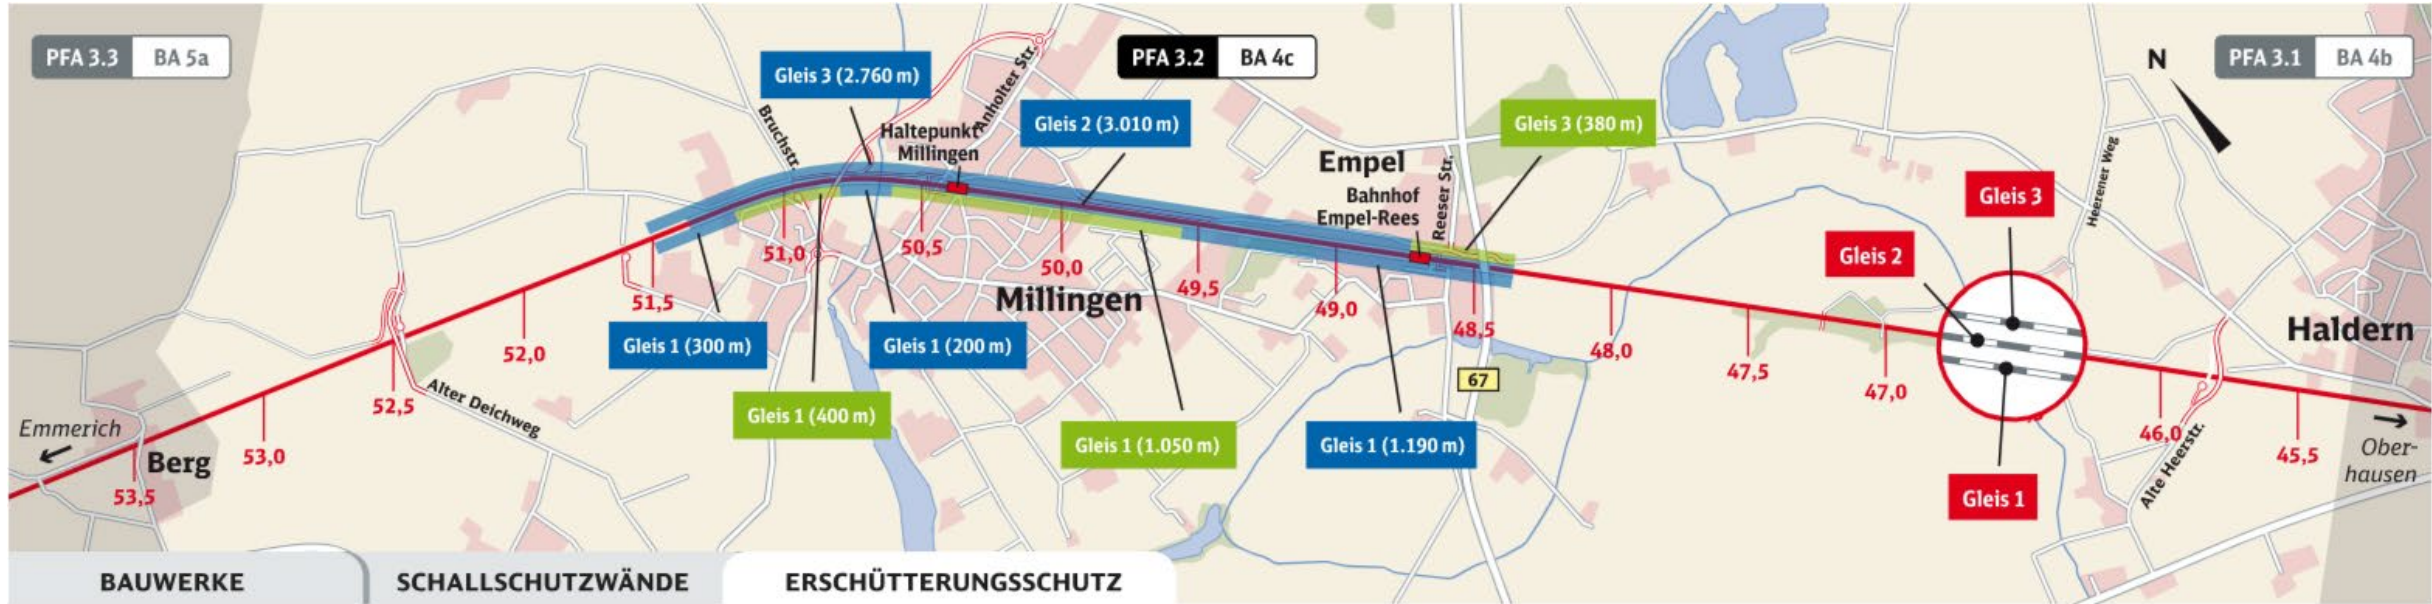 PFA 3.3 BA 5a
Gleis 3 (2.760 m)
Anholter Str.
PFA 3.2 BA 4c
N
PFA 3.1 BA 4b
Bruchstr.
Haltepunkt
Millingen
Gleis 2 (3.010 m)
Gleis 3 (380 m)
Empel
Bahnhof
Empel-Rees
Reeser Str.
Heerener Weg
Gleis 3
Gleis 2
51,5
51,0
50,5
50,0
49,5
49,0
48,5
48,0
47,5
47,0
46,0
45,5
52,0
52,5
53,0
53,5
Millingen
Haldern
Gleis 1 (300 m)
Gleis 1 (200 m)
Gleis 1 (400 m)
Gleis 1 (1.050 m)
Gleis 1 (1.190 m)
67
Gleis 1
Alter Deichweg
Alte Heerstr.
Emmerich
Berg
Ober-
hausen
BAUWERKE
SCHALLSCHUTZWÄNDE
ERSCHÜTTERUNGSSCHUTZ